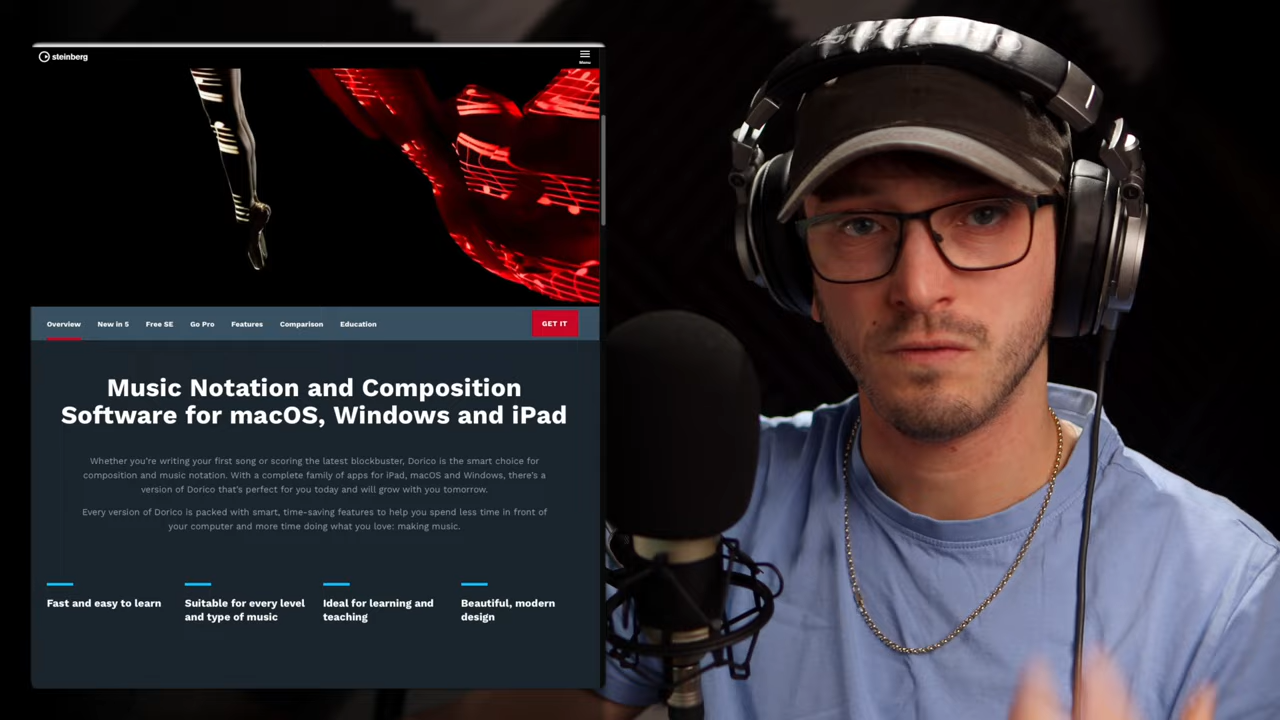 steinberg
Menu
Overview
New in 5
Free SE
Go Pro
Features
Comparison
Education
GET IT
Music Notation and Composition
Software for macOS, Windows and iPad
Whether you're writing your first song or scoring the latest blockbuster, Dorico is the smart choice for
composition and music notation. With a complete family of apps for iPad, macOS and Windows, there's a
version of Dorico that's perfect for you today and will grow with you tomorrow.
Every version of Dorico is packed with smart, time-saving features to help you spend less time in front of
your computer and more time doing what you love: making music.
Fast and easy to learn
Suitable for every level
and type of music
Ideal for learning and
teaching
Beautiful, modern
design